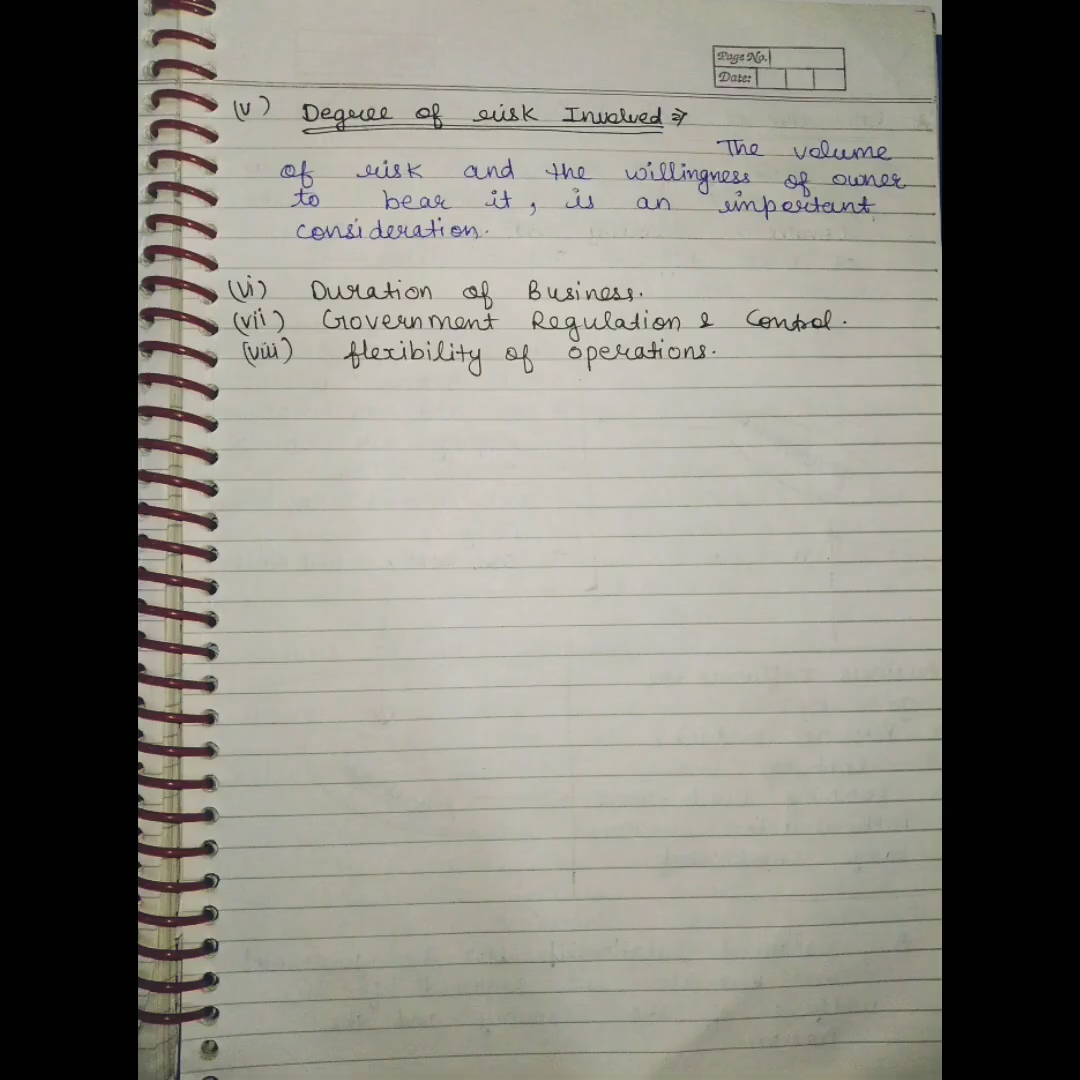 Page No.
Date:
(v) Degree of risk Involved ⇒
The volume
of risk and the willingness of owner
to bear it, is an important
consideration.
(vi) Duration of Business.
(vii) Government Regulation & Control.
(viii) flexibility of operations.